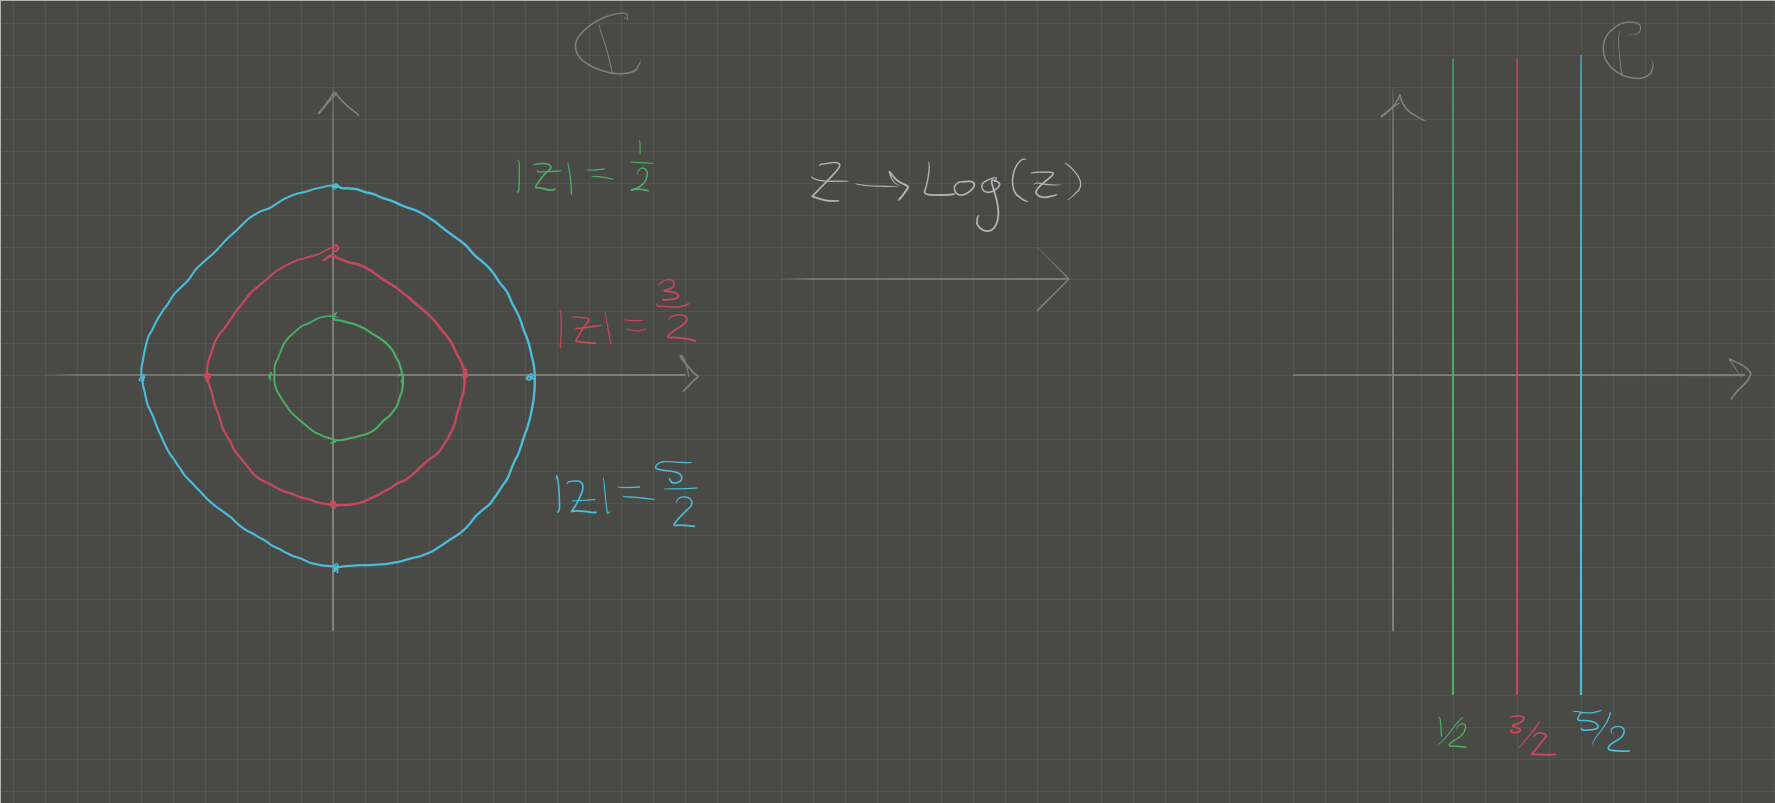 ℂ
ℂ
|z| = 1/2
z → Log(z)
|z| = 3/2
|z| = 5/2
1/2 3/2 5/2